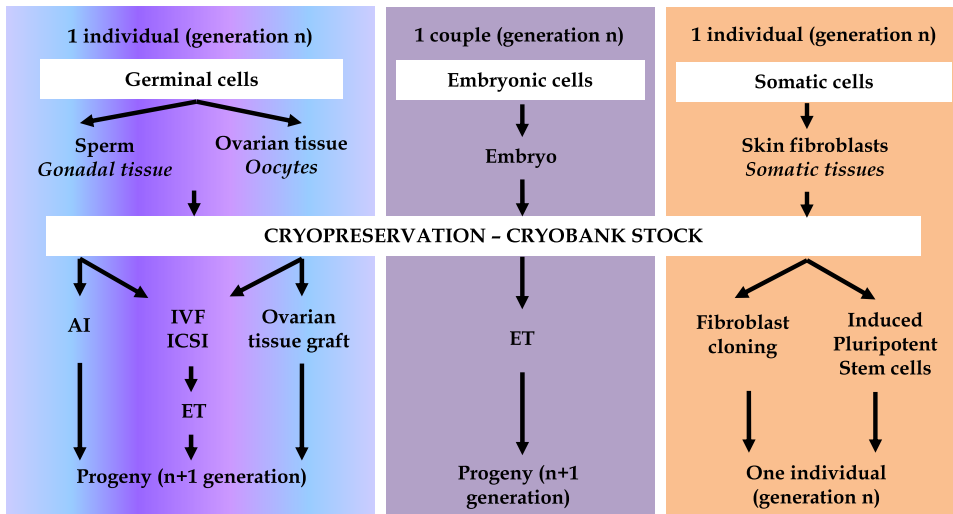 1 individual (generation n)
Germinal cells
Sperm
Gonadal tissue
Ovarian tissue
Oocytes
1 couple (generation n)
Embryonic cells
Embryo
1 individual (generation n)
Somatic cells
Skin fibroblasts
Somatic tissues
CRYOPRESERVATION – CRYOBANK STOCK
AI
IVF
ICSI
ET
Ovarian
tissue graft
Progeny (n+1 generation)
ET
Progeny (n+1
generation)
Fibroblast
cloning
Induced
Pluripotent
Stem cells
One individual
(generation n)